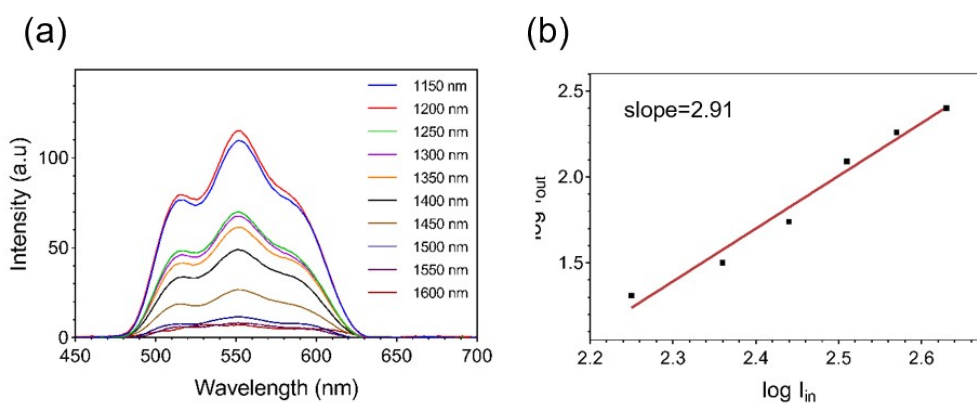 (a)
(b)
Intensity (a.u)
100
50
0
450
500
550
600
650
700
Wavelength (nm)
1150 nm
1200 nm
1250 nm
1300 nm
1350 nm
1400 nm
1450 nm
1500 nm
1550 nm
1600 nm
slope=2.91
2.5
2.0
1.5
2.2
2.3
2.4
2.5
2.6
log I_in